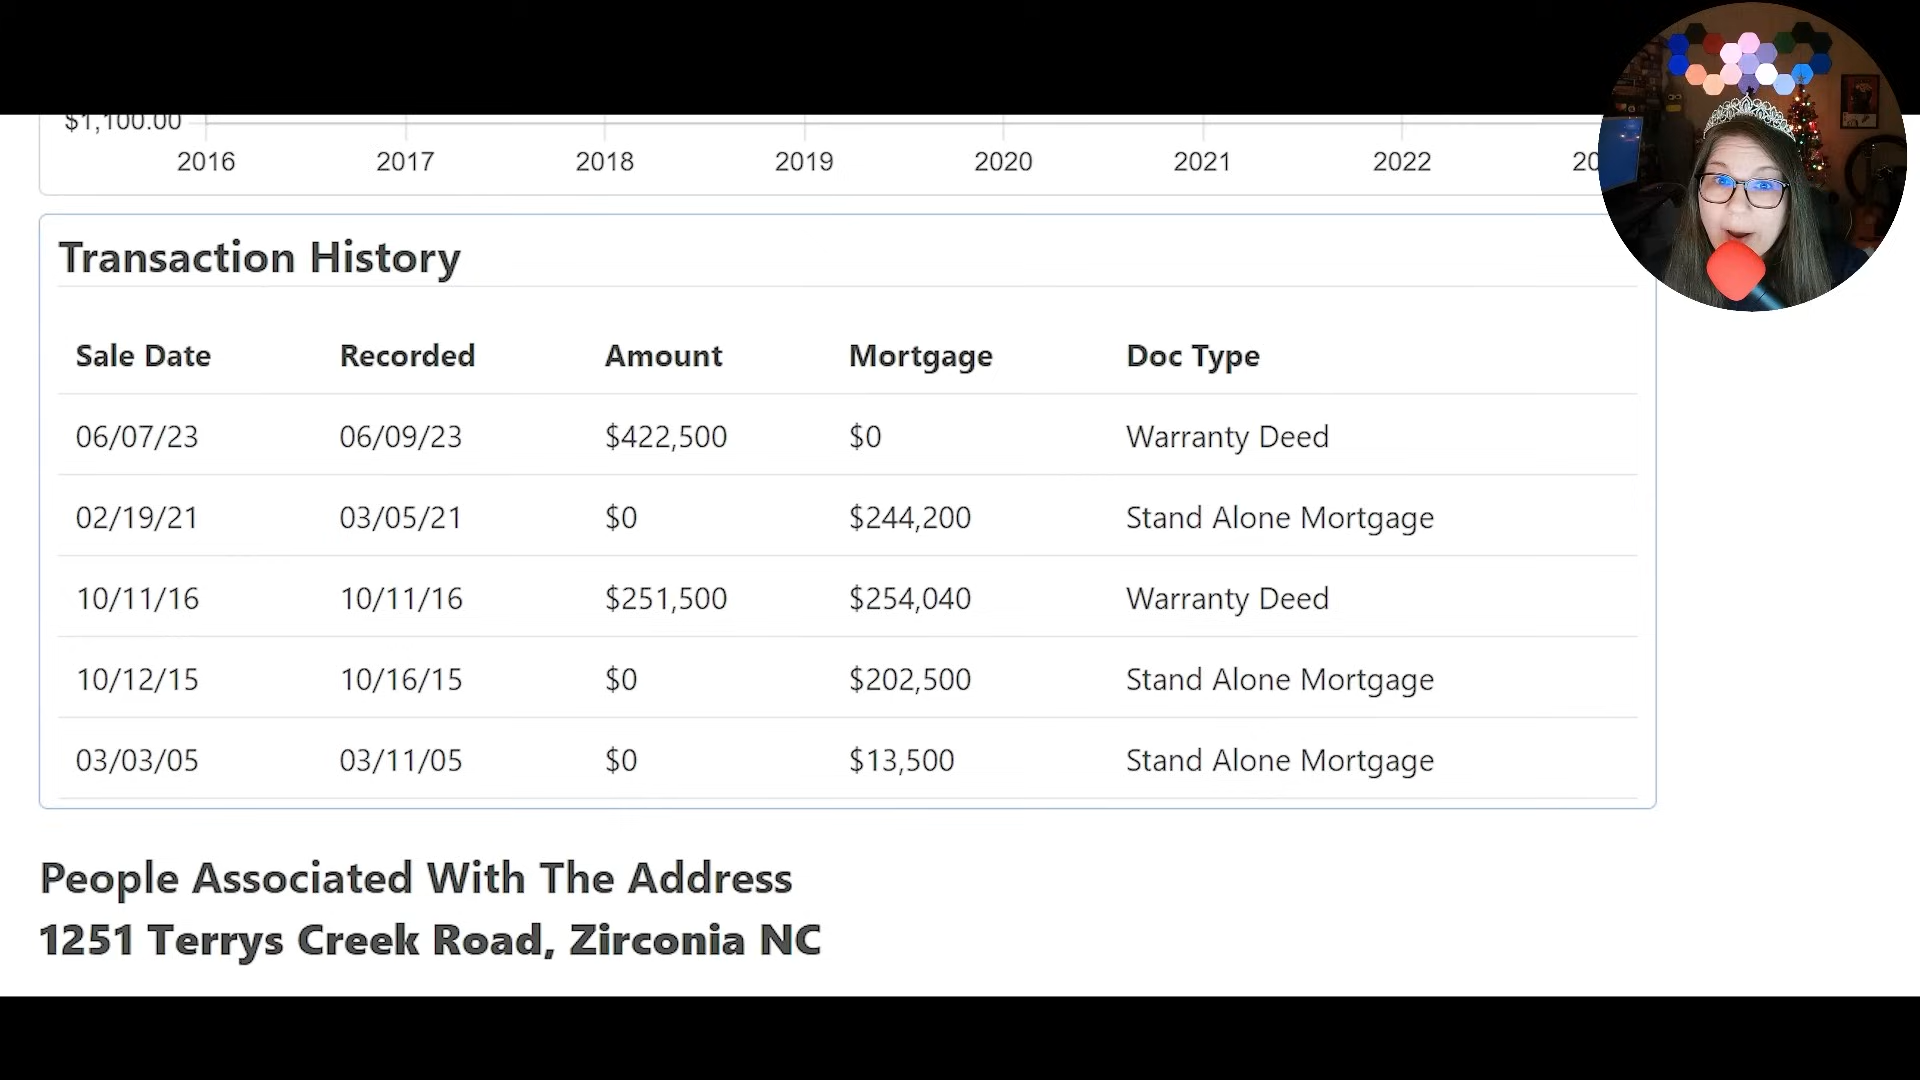 $1,100.00
2016 2017 2018 2019 2020 2021 2022 20
Transaction History
Sale Date Recorded Amount Mortgage Doc Type
06/07/23 06/09/23 $422,500 $0 Warranty Deed
02/19/21 03/05/21 $0 $244,200 Stand Alone Mortgage
10/11/16 10/11/16 $251,500 $254,040 Warranty Deed
10/12/15 10/16/15 $0 $202,500 Stand Alone Mortgage
03/03/05 03/11/05 $0 $13,500 Stand Alone Mortgage
People Associated With The Address
1251 Terrys Creek Road, Zirconia NC